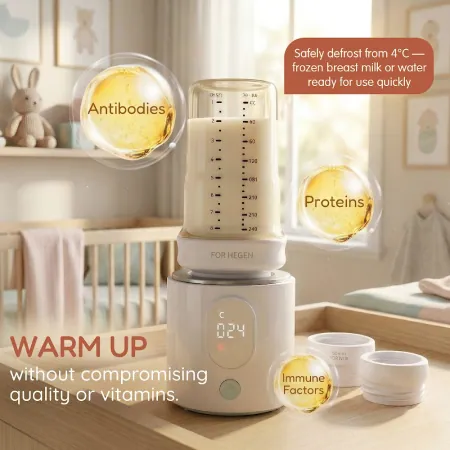 Safely defrost from 4°C —
frozen breast milk or water
ready for use quickly
Antibodies
Proteins
FOR HEGEN
C
024
WARM UP
without compromising
quality or vitamins.
Immune
Factors